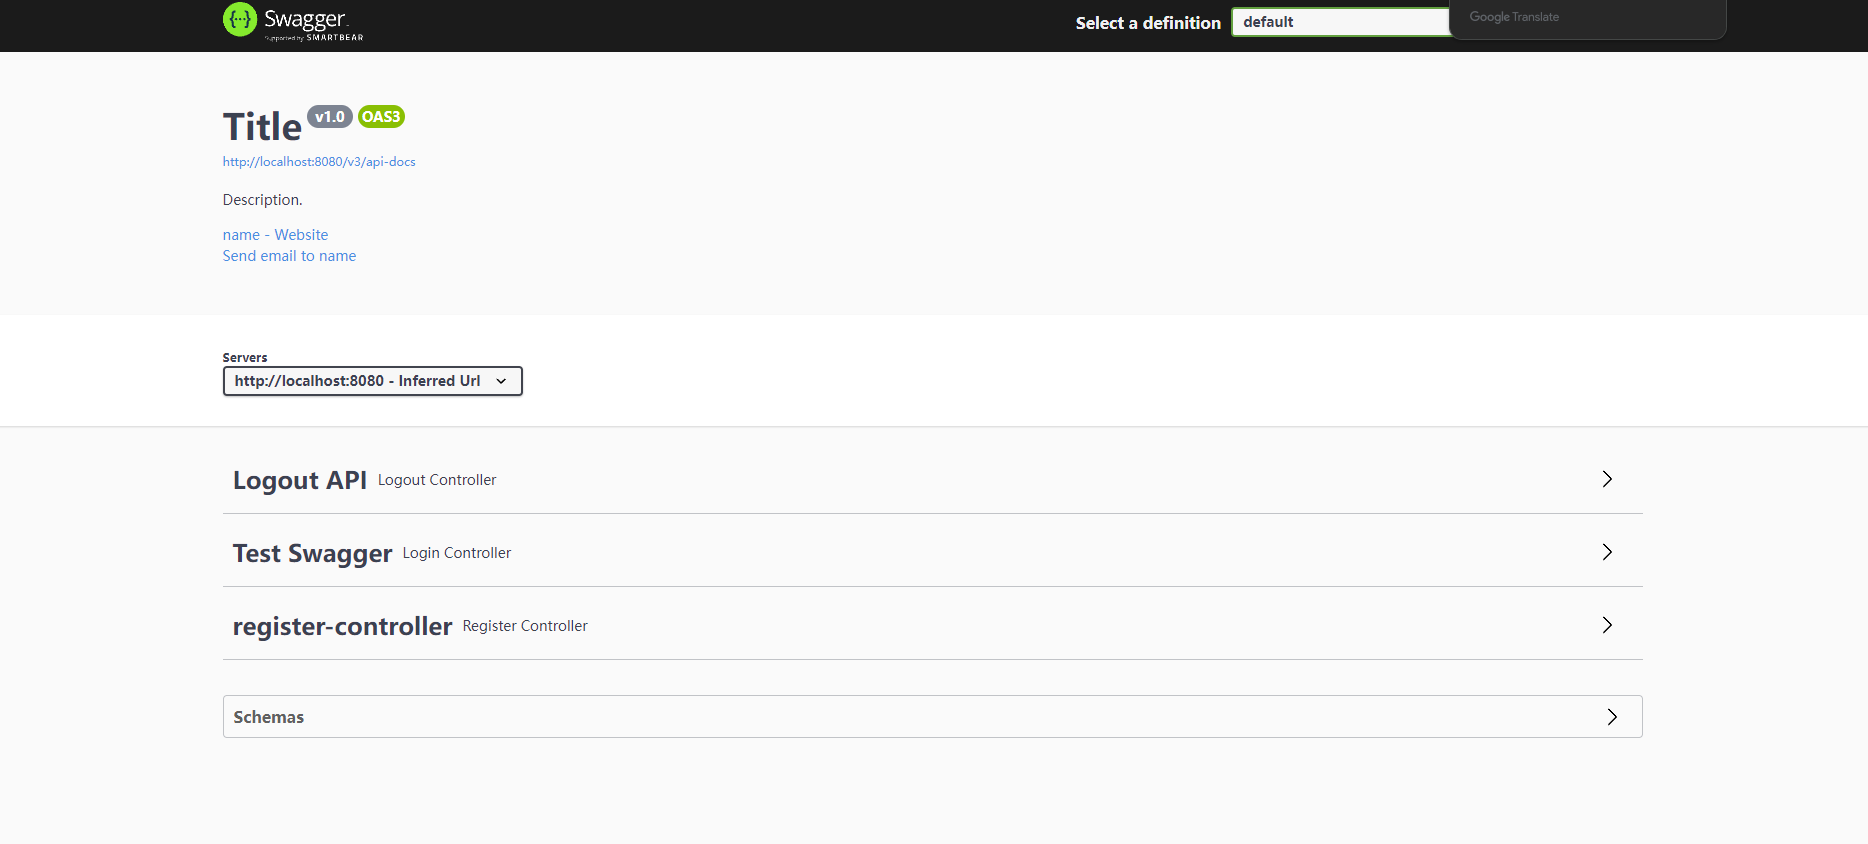 {···} Swagger.
Supported by SMARTBEAR
Select a definition
default
Google Translate
Title v1.0 OAS3
http://localhost:8080/v3/api-docs
Description.
name - Website
Send email to name
Servers
http://localhost:8080 - Inferred Url
Logout API Logout Controller
Test Swagger Login Controller
register-controller Register Controller
Schemas